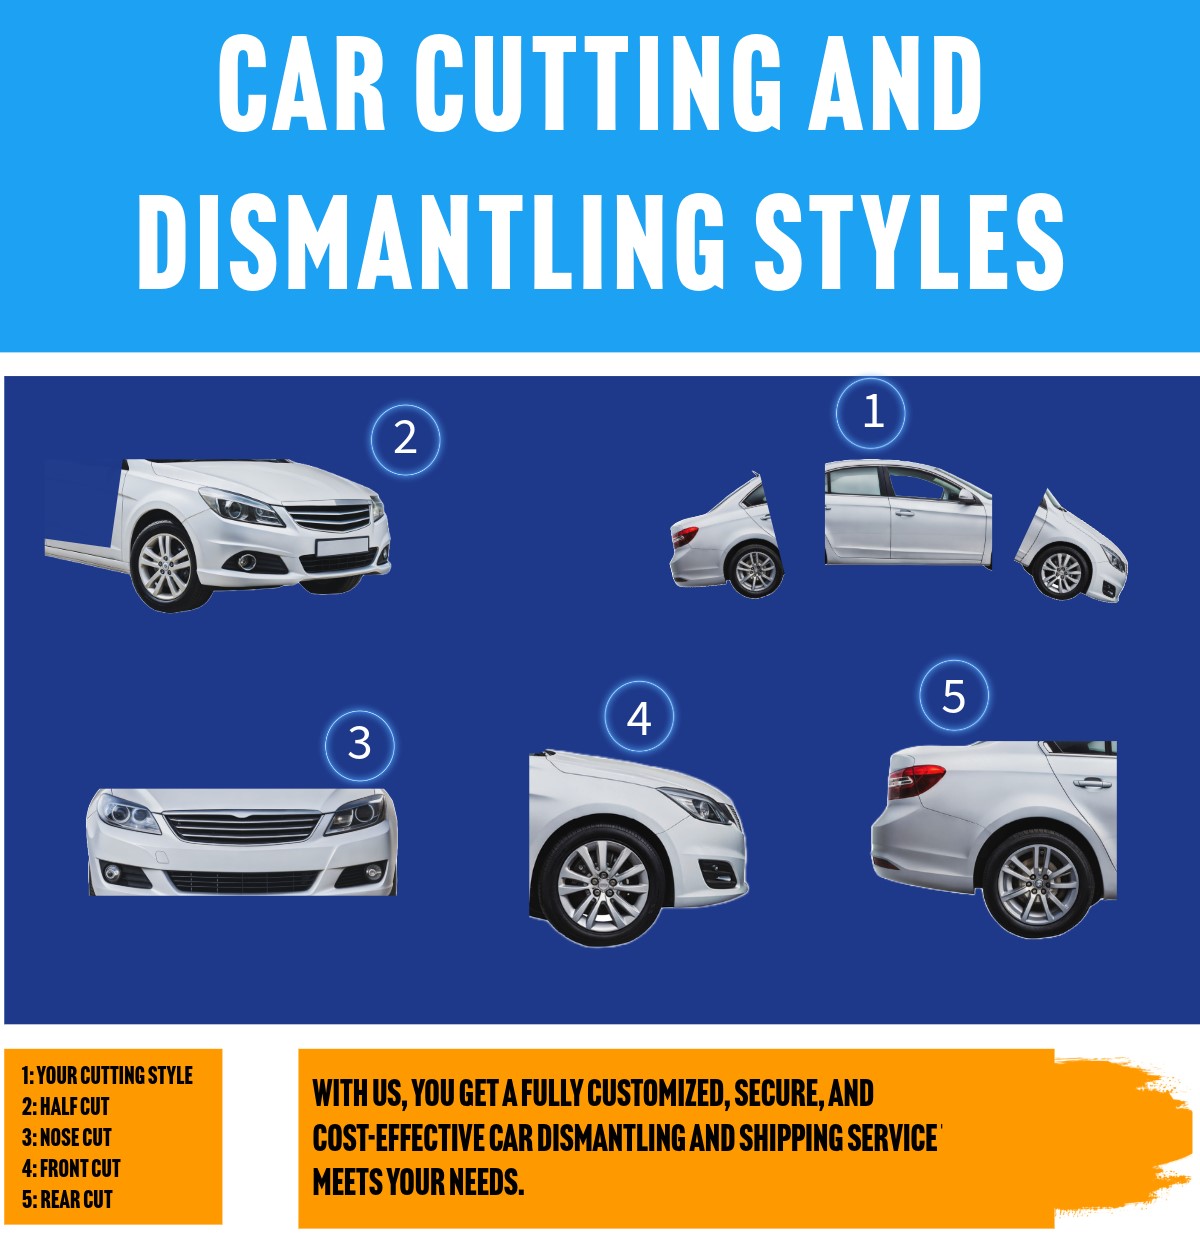 CAR CUTTING AND
DISMANTLING STYLES
2
1
3
4
5
1: YOUR CUTTING STYLE
2: HALF CUT
3: NOSE CUT
4: FRONT CUT
5: REAR CUT
WITH US, YOU GET A FULLY CUSTOMIZED, SECURE, AND
COST-EFFECTIVE CAR DISMANTLING AND SHIPPING SERVICE
MEETS YOUR NEEDS.